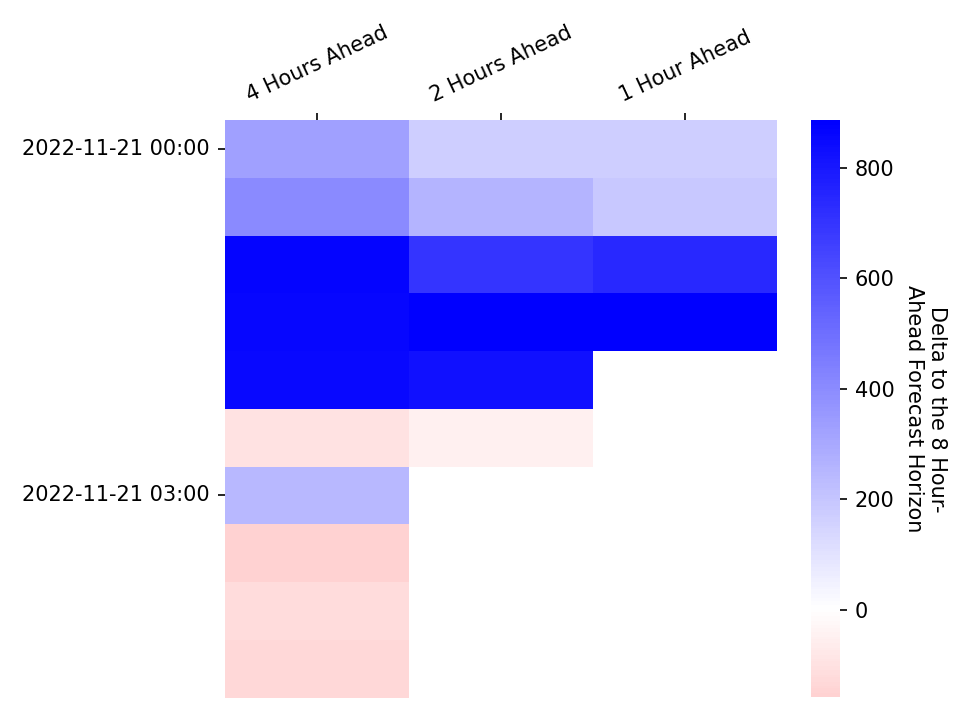 4 Hours Ahead
2 Hours Ahead
1 Hour Ahead
2022-11-21 00:00
2022-11-21 03:00
800
600
400
200
0
Delta to the 8 Hour-
Ahead Forecast Horizon